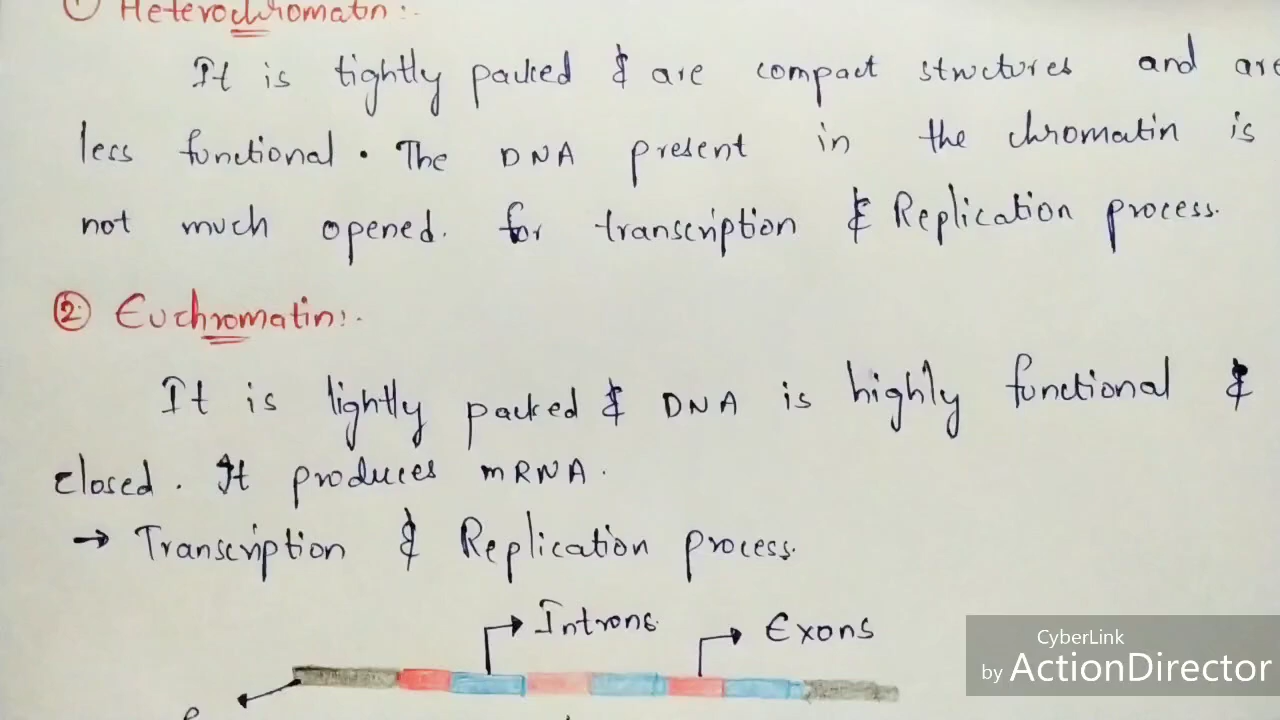 ① Heterochromatn:-
It is tightly packed & are compact structures and are
less functional. The DNA present in the chromatin is
not much opened. for transcription & Replication process.
② Euchromatin:-
It is lightly packed & DNA is highly functional &
closed. It produces mRNA.
→ Transcription & Replication process.
Introns
Exons
CyberLink
by ActionDirector